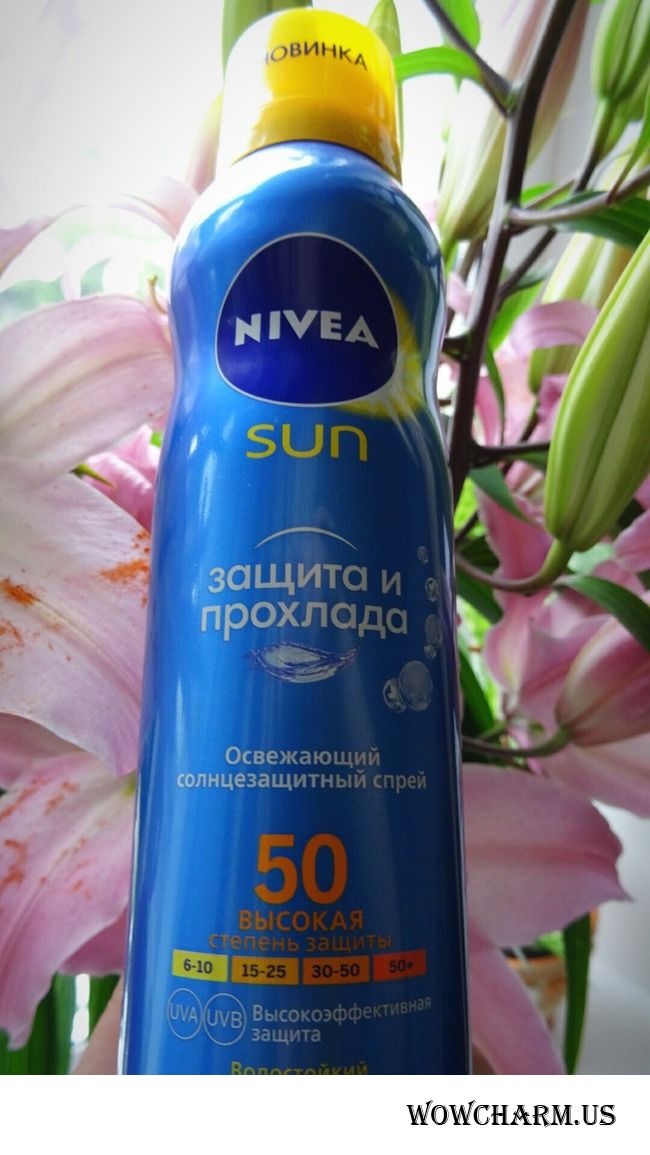 НОВИНКА
NIVEA
sun
защита и
прохлада
Освежающий
солнцезащитный спрей
50
ВЫСОКАЯ
степень защиты
6-10 15-25 30-50 50+
UVA UVB Высокоэффективная
защита
Водостойкий
WOWCHARM.US